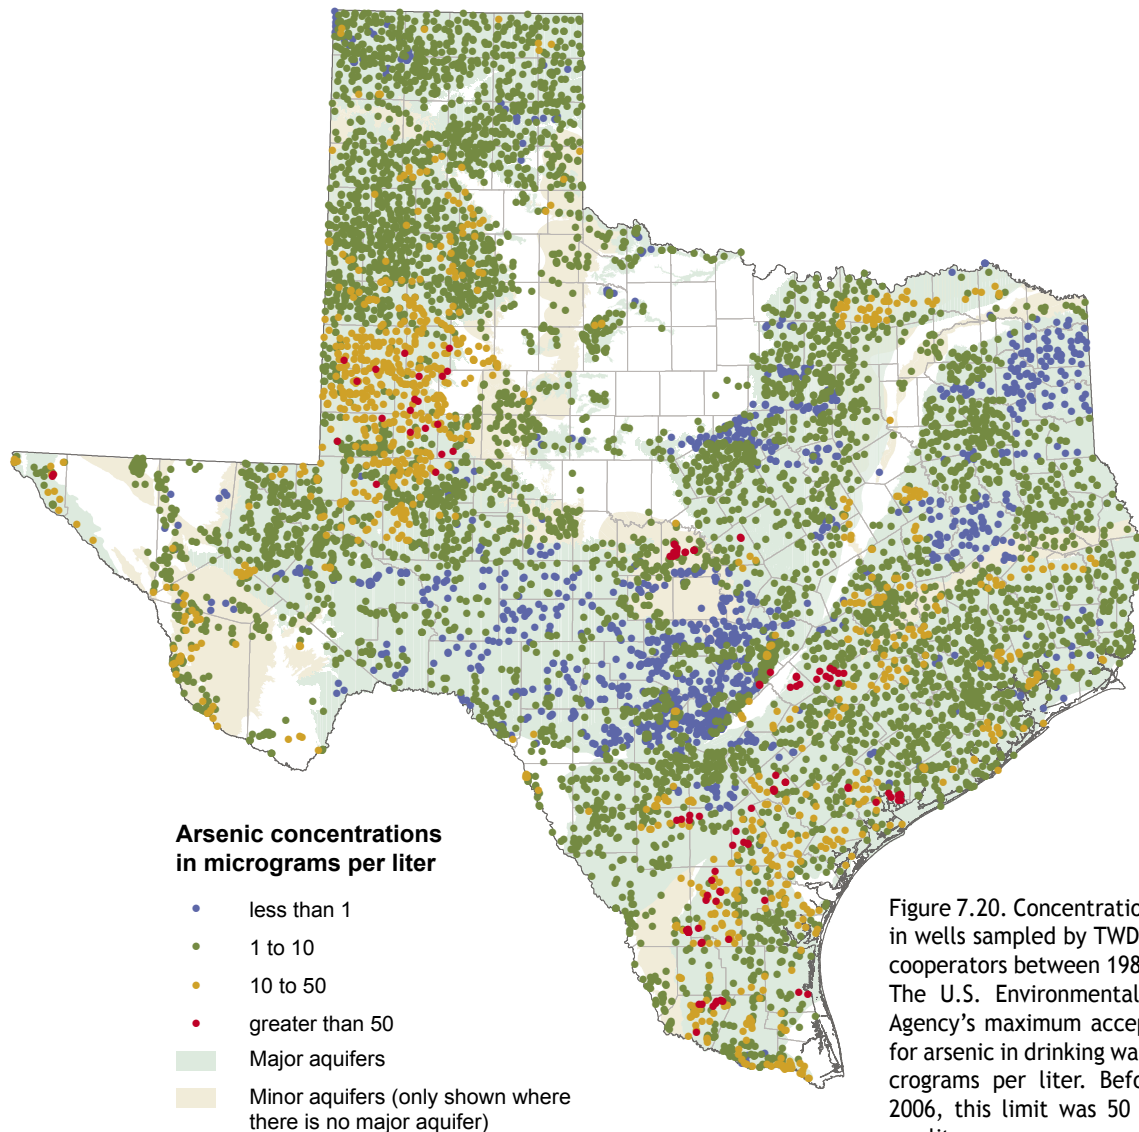 Arsenic concentrations
in micrograms per liter
less than 1
1 to 10
10 to 50
greater than 50
Major aquifers
Minor aquifers (only shown where
there is no major aquifer)
Figure 7.20. Concentratio
in wells sampled by TWD
cooperators between 198
The U.S. Environmental
Agency’s maximum accep
for arsenic in drinking wa
crograms per liter. Befo
2006, this limit was 50